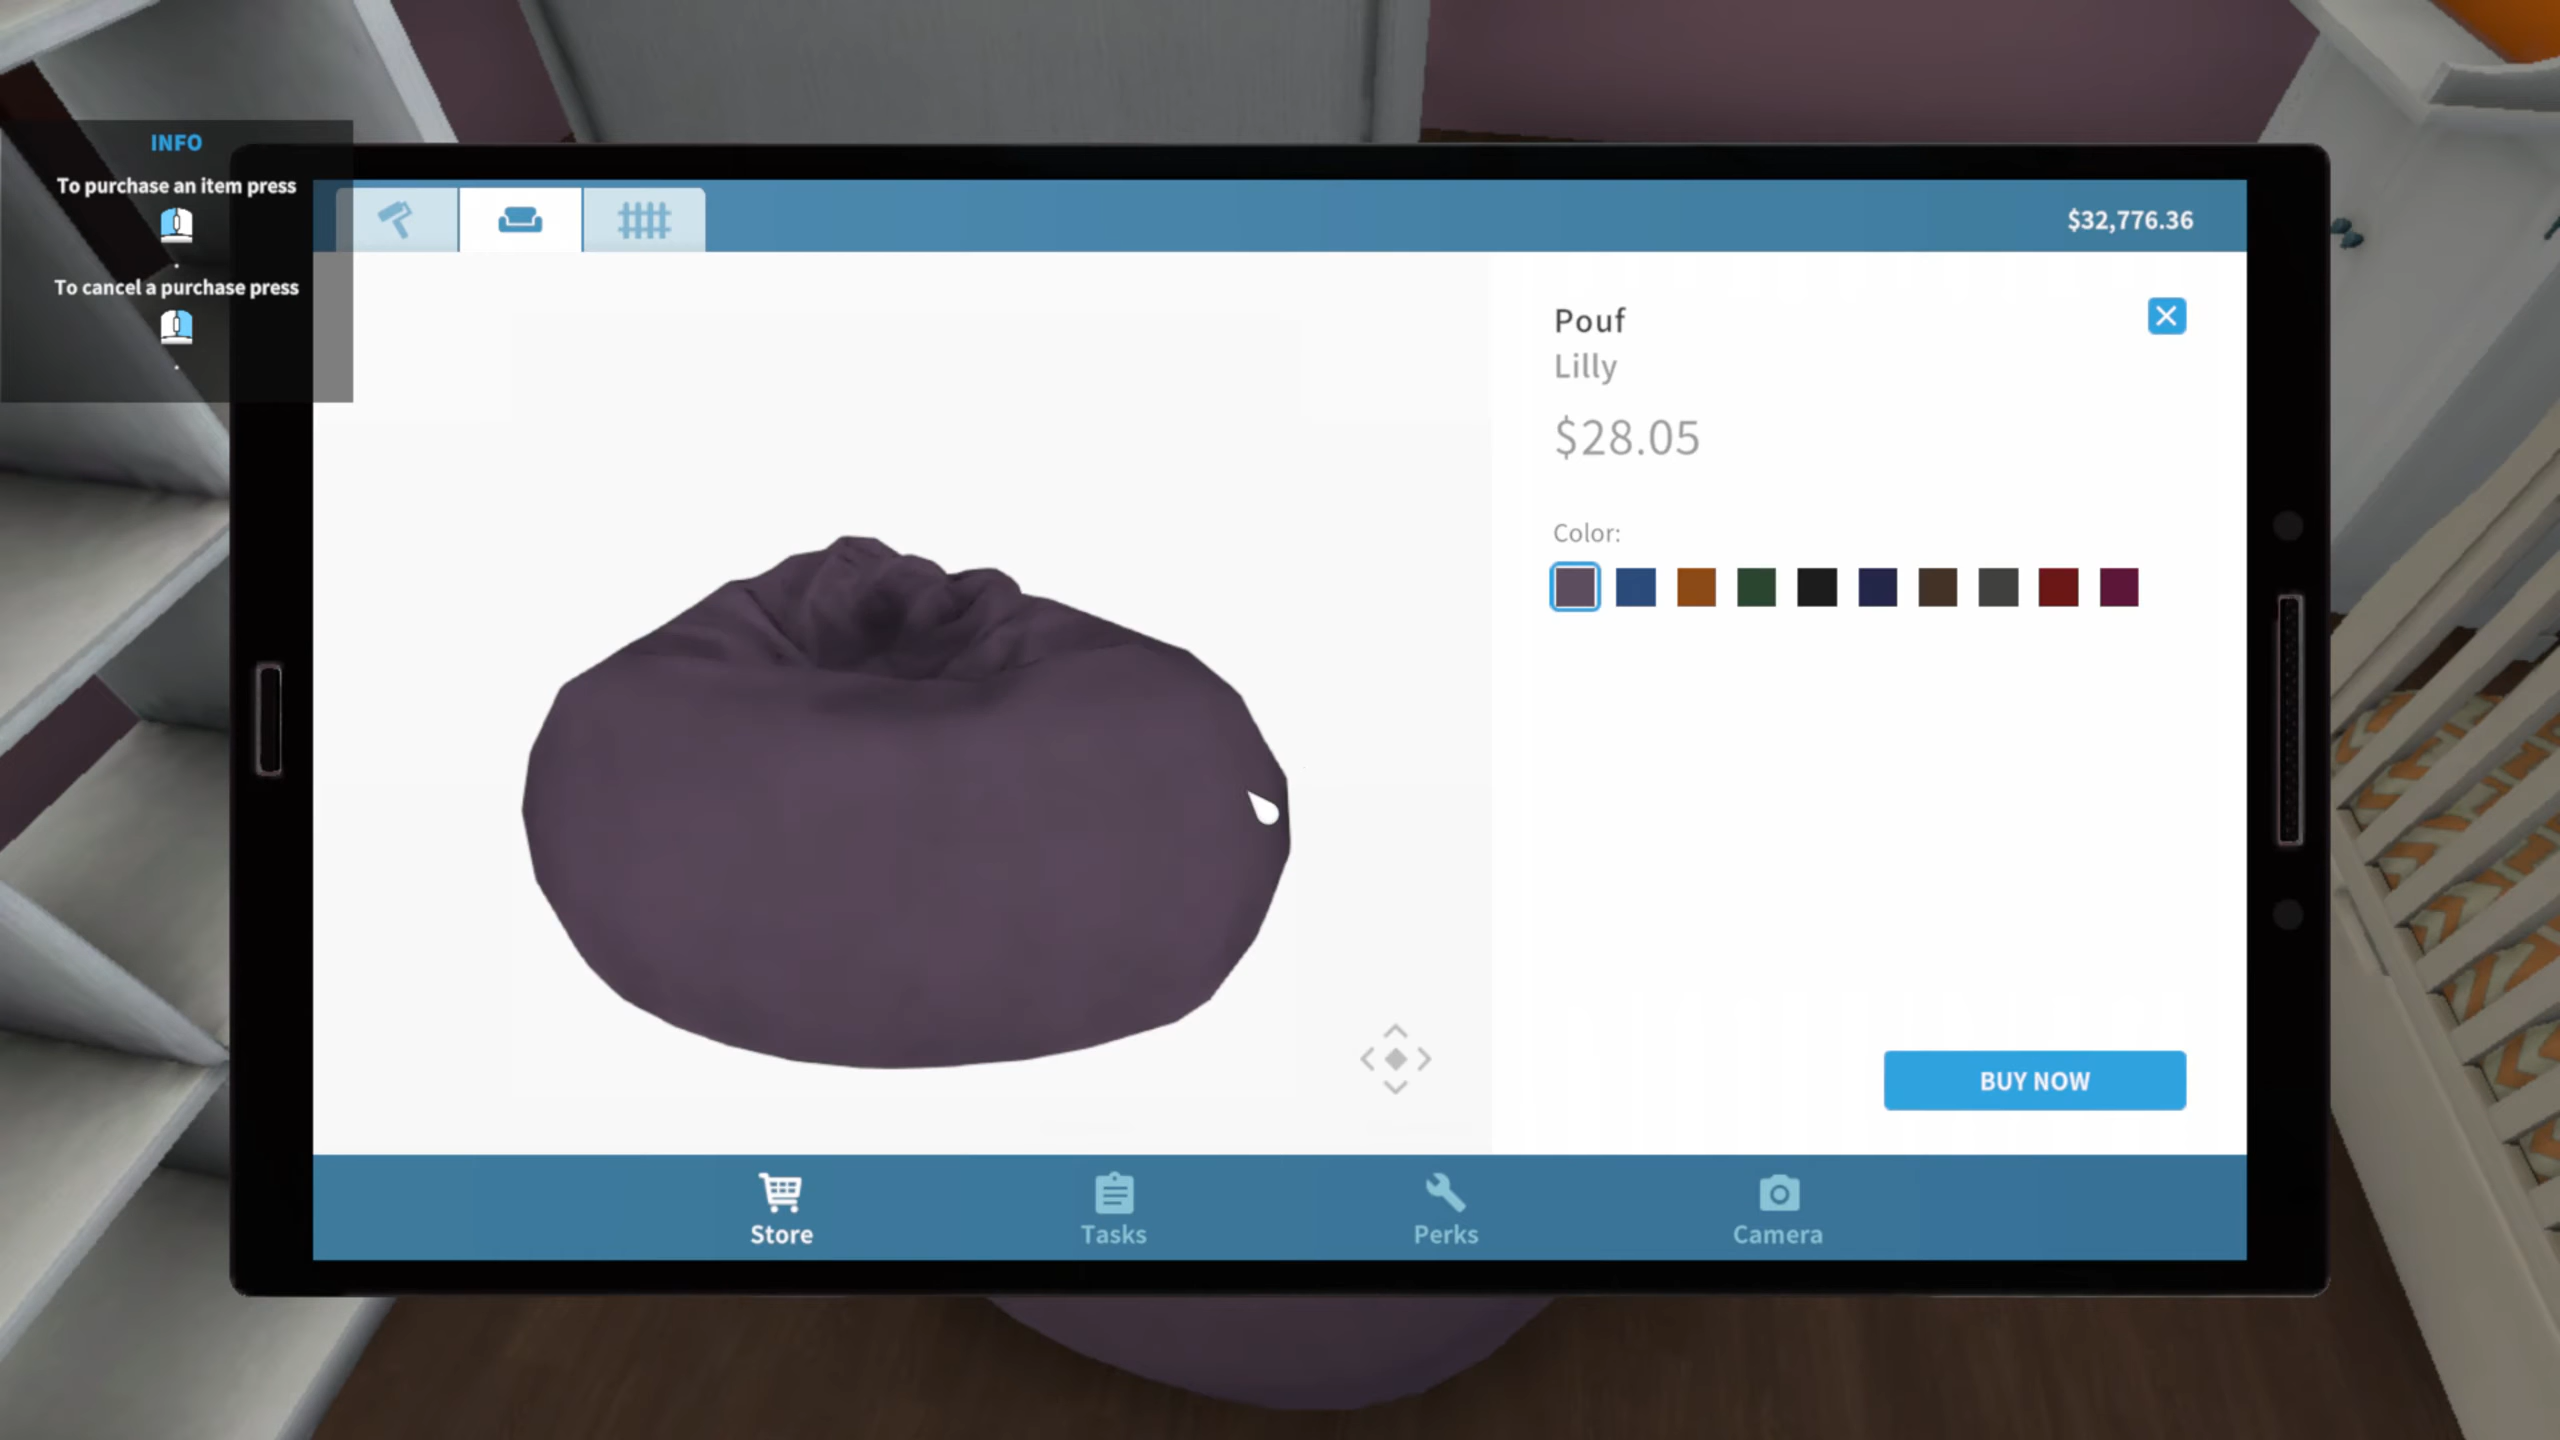 INFO
To purchase an item press
.
To cancel a purchase press
.
$32,776.36
Pouf
Lilly
$28.05
Color:
BUY NOW
Store
Tasks
Perks
Camera